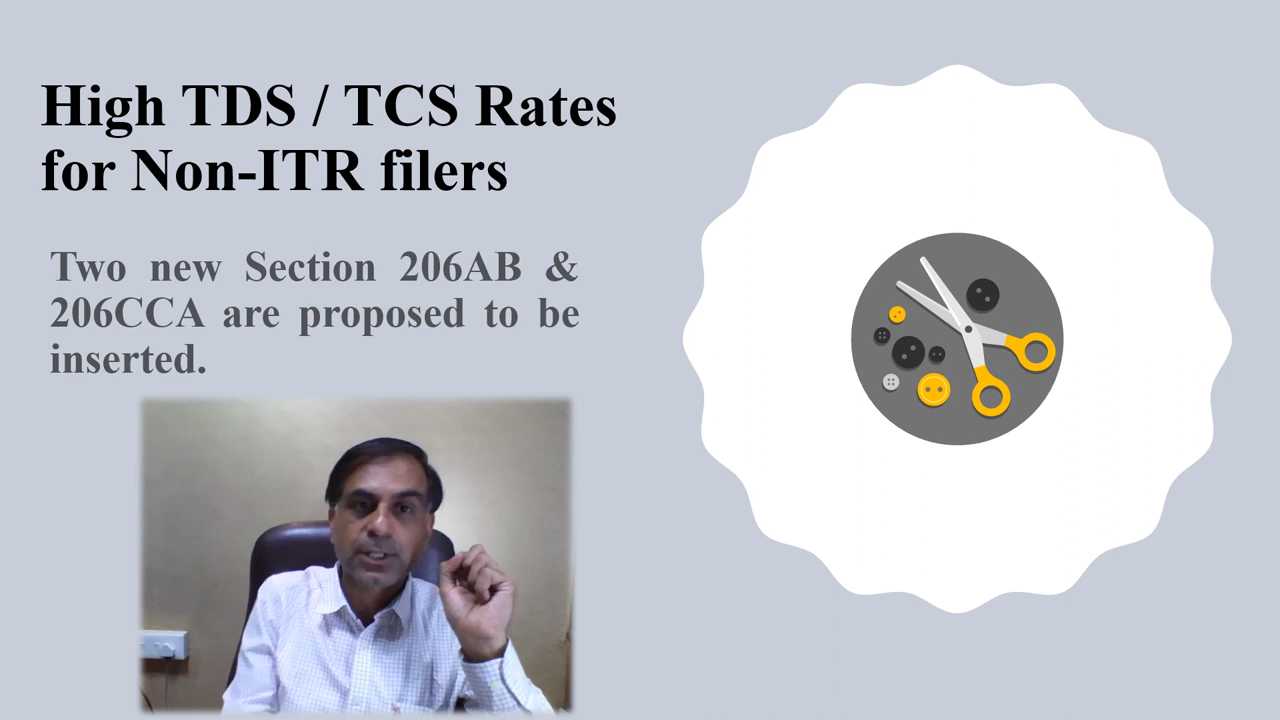 High TDS / TCS Rates
for Non-ITR filers
Two new Section 206AB &
206CCA are proposed to be
inserted.